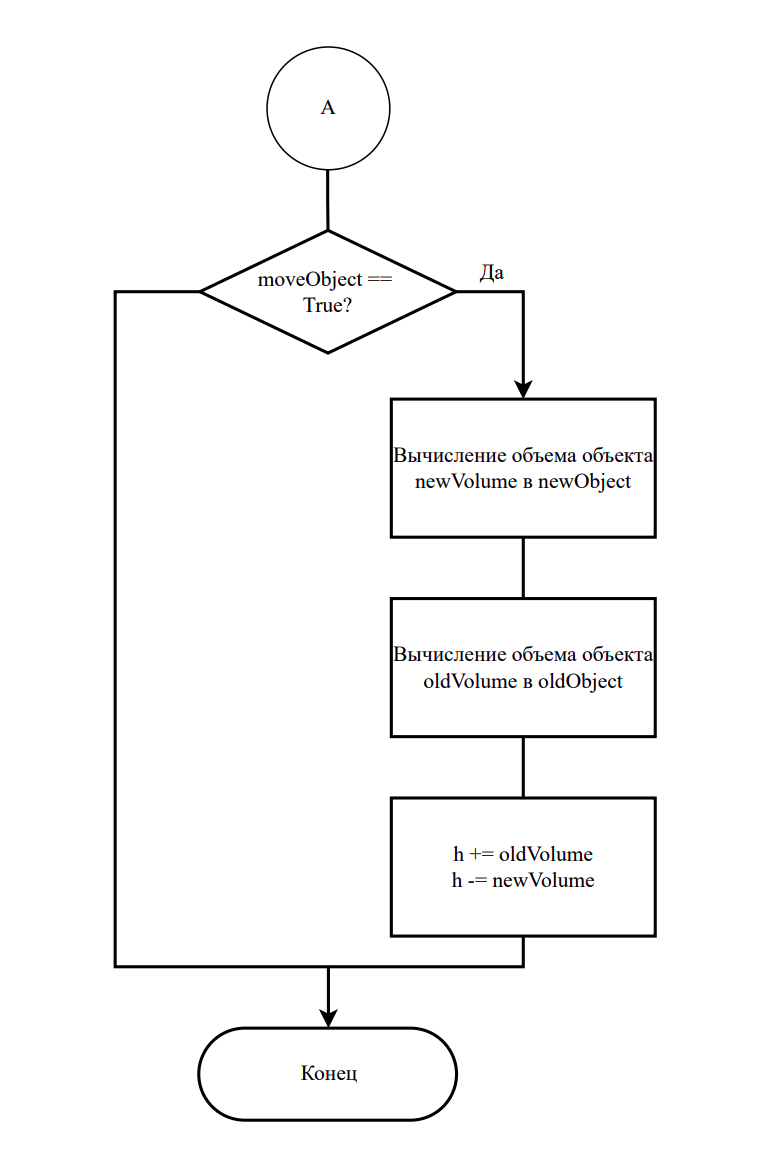 А
moveObject ==
True?
Да
Вычисление объема объекта
newVolume в newObject
Вычисление объема объекта
oldVolume в oldObject
h += oldVolume
h -= newVolume
Конец